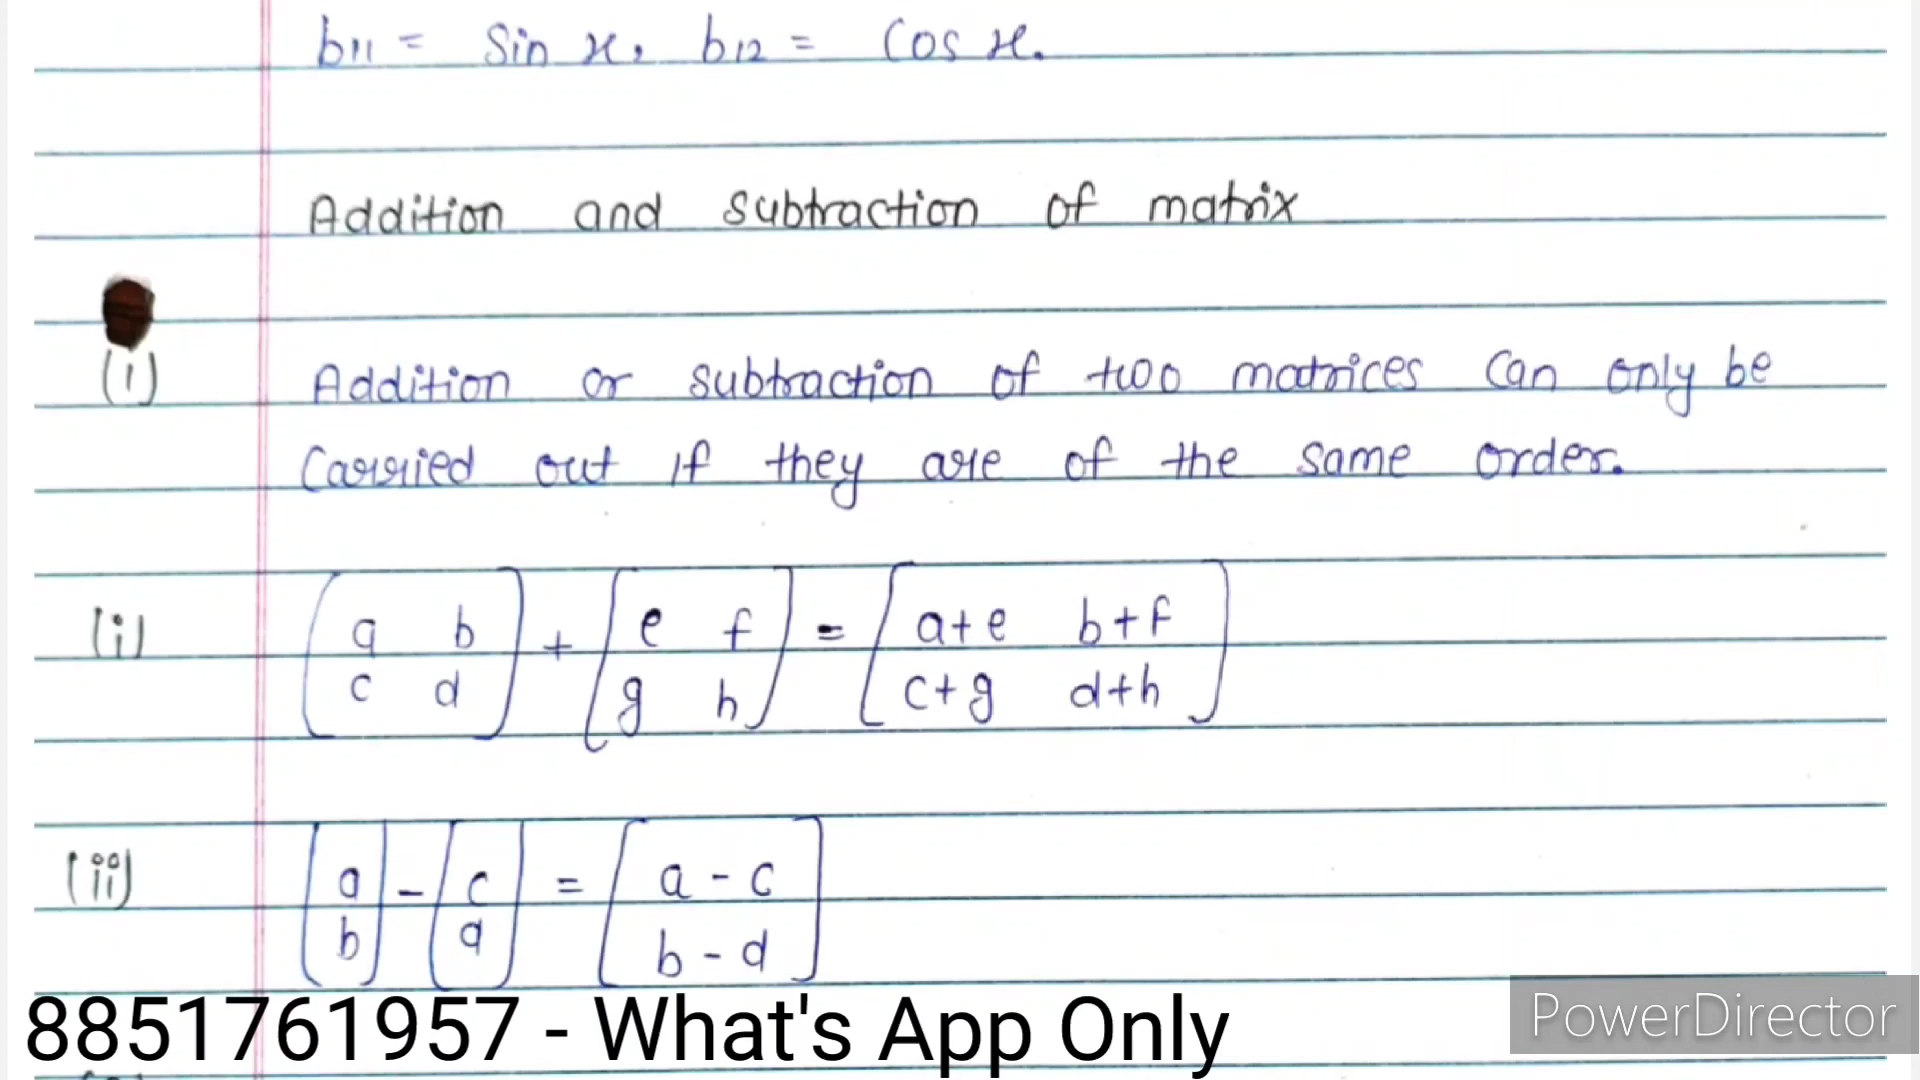 b11 = Sin x, b12 = Cos x.
Addition and subtraction of matrix
(1) Addition or subtraction of two matrices can only be
Carried out if they are of the same order.
(i) [a b] + [e f] = [a+e b+f]
[c d] [g h] [c+g d+h]
(ii) [a] - [c] = [a - c]
[b] [d] [b - d]
8851761957 - What's App Only
PowerDirector